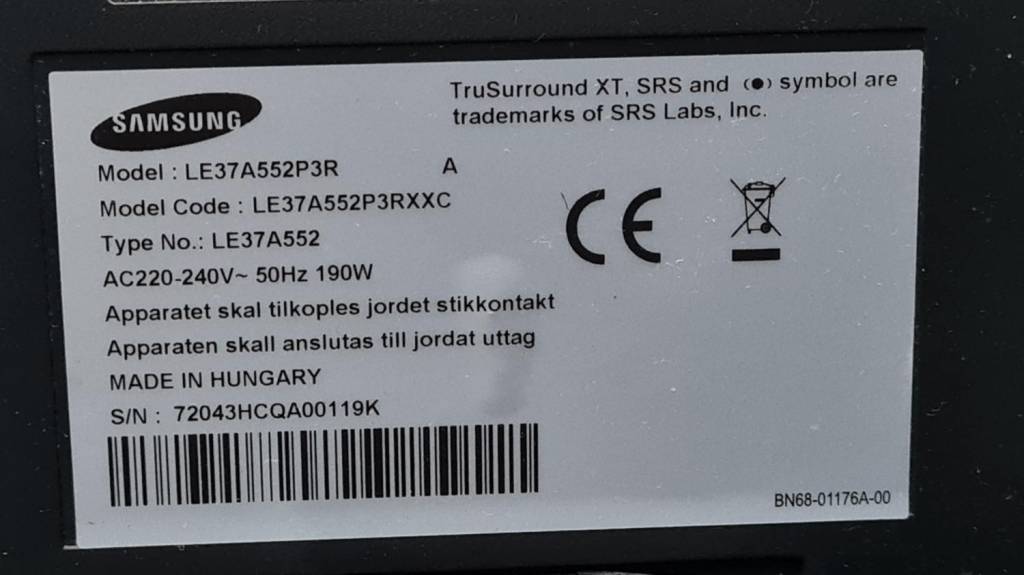 SAMSUNG
TruSurround XT, SRS and (●) symbol are
trademarks of SRS Labs, Inc.
Model : LE37A552P3R A
Model Code : LE37A552P3RXXC
Type No.: LE37A552
AC220-240V~ 50Hz 190W
Apparatet skal tilkoples jordet stikkontakt
Apparaten skall anslutas till jordat uttag
MADE IN HUNGARY
S/N : 72043HCQA00119K
CE
BN68-01176A-00